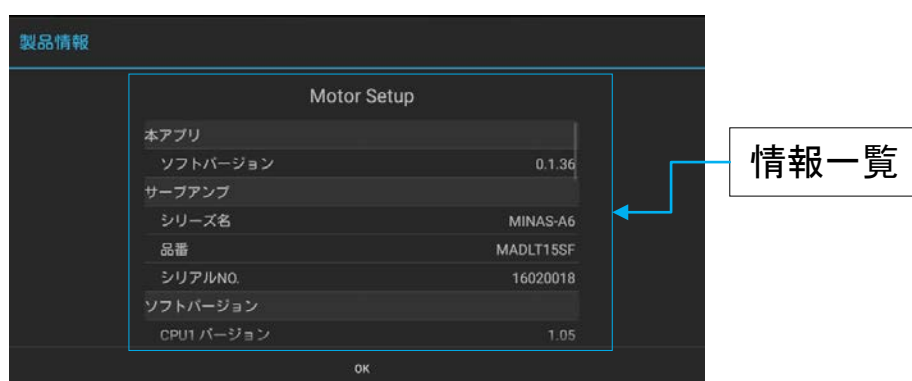 製品情報
Motor Setup
本アプリ
ソフトバージョン 0.1.36
サーブアンプ
シリーズ名 MINAS-A6
品番 MADLT15SF
シリアルNO. 16020018
ソフトバージョン
CPU1 バージョン 1.05
OK
情報一覧